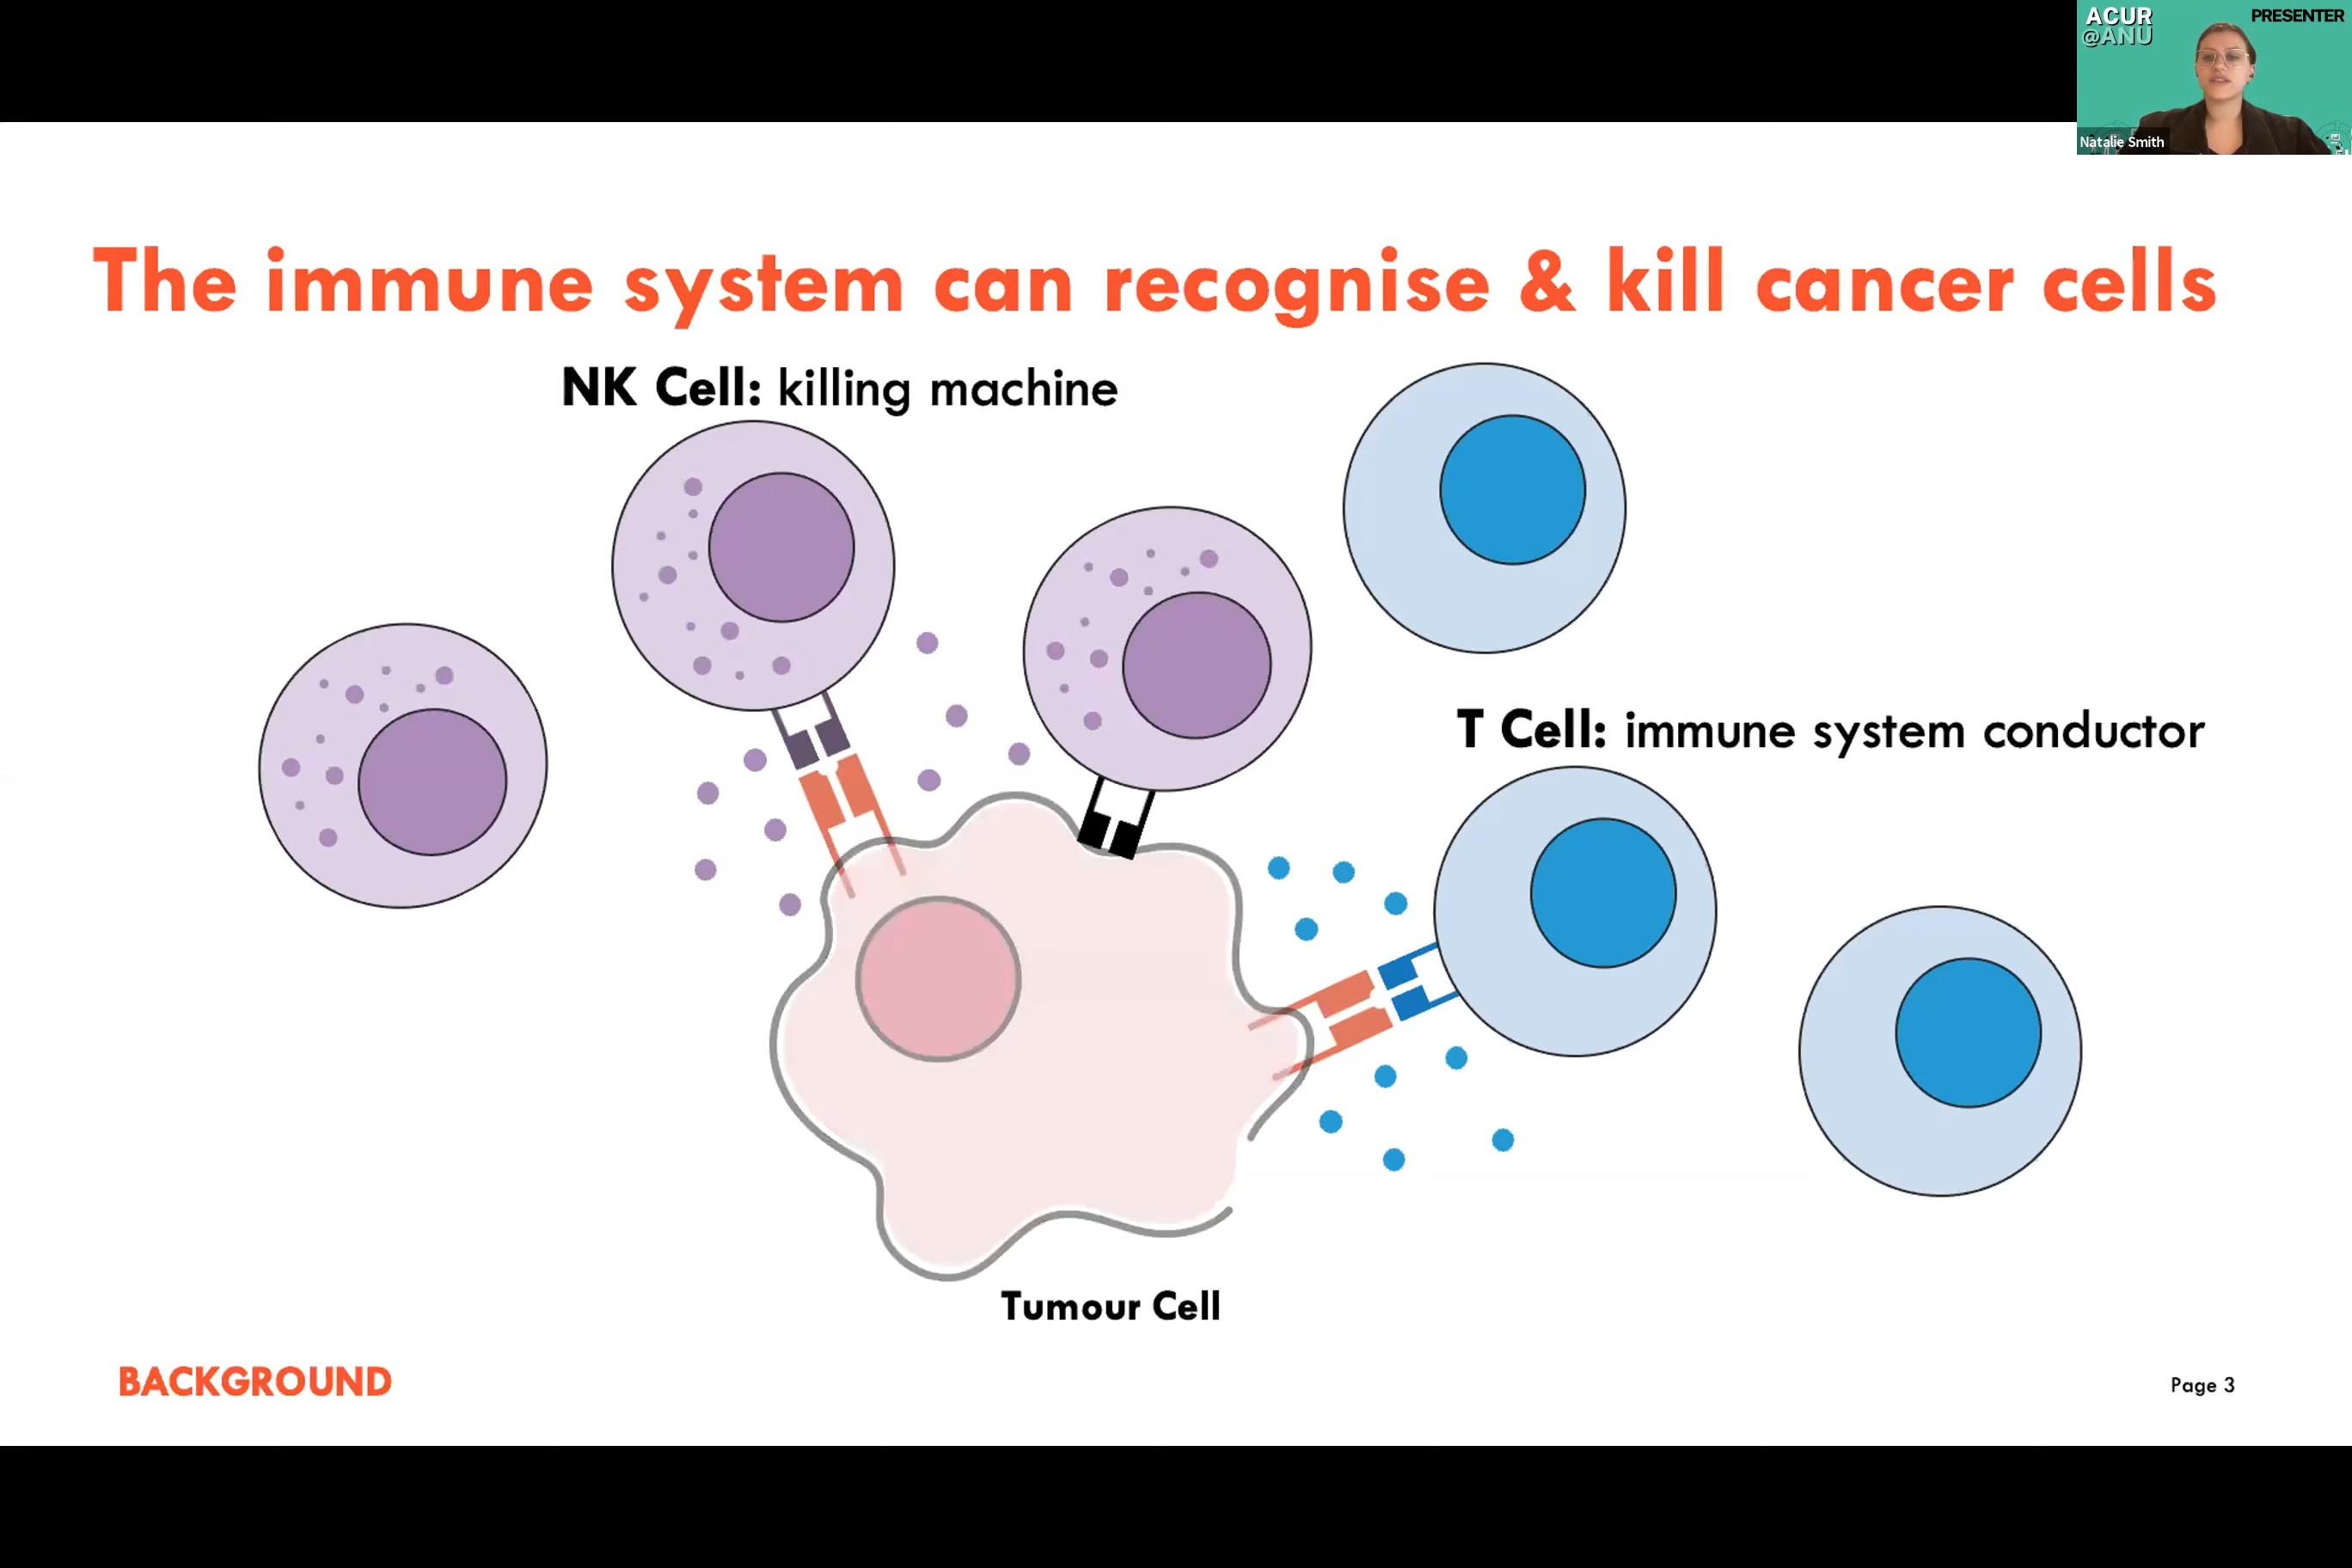 ACUR
@ANU
PRESENTER
Natalie Smith
The immune system can recognise & kill cancer cells
NK Cell: killing machine
T Cell: immune system conductor
Tumour Cell
BACKGROUND
Page 3